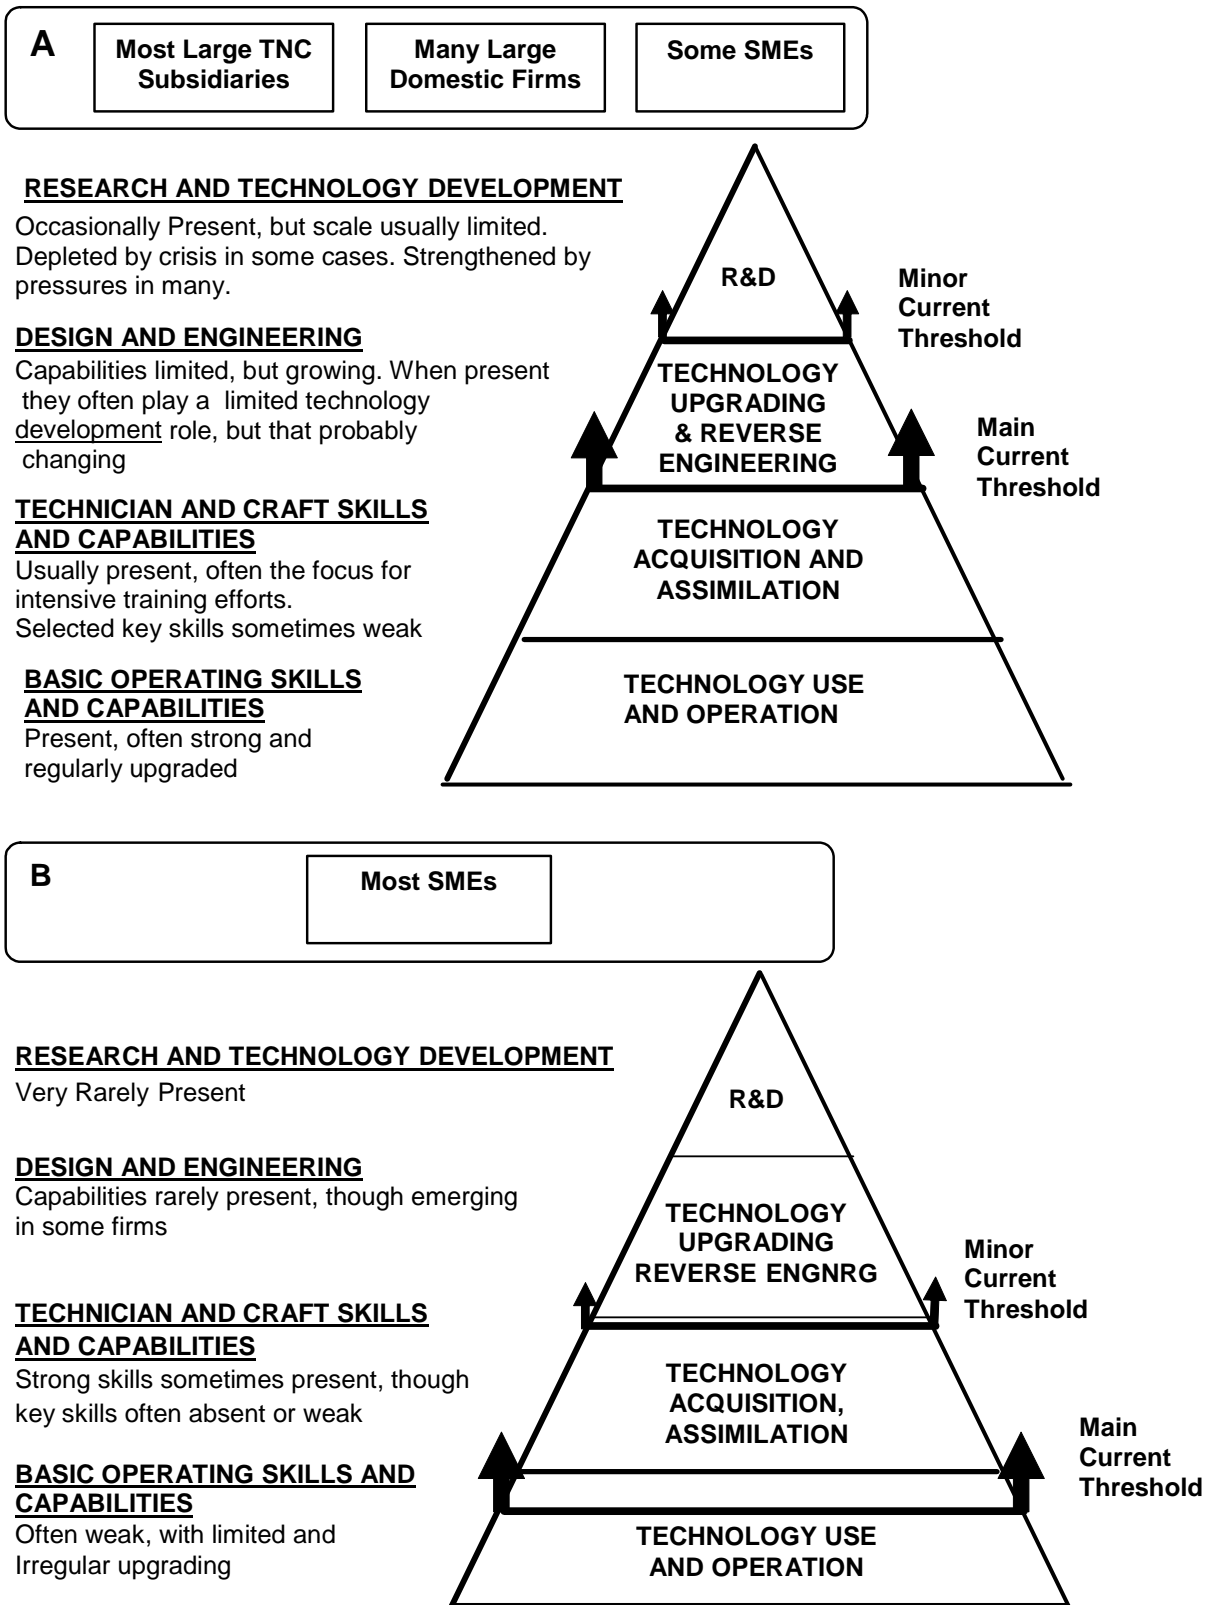 A
Most Large TNC
Subsidiaries
Many Large
Domestic Firms
Some SMEs
RESEARCH AND TECHNOLOGY DEVELOPMENT
Occasionally Present, but scale usually limited.
Depleted by crisis in some cases. Strengthened by
pressures in many.
DESIGN AND ENGINEERING
Capabilities limited, but growing. When present
they often play a limited technology
development role, but that probably
changing
TECHNICIAN AND CRAFT SKILLS
AND CAPABILITIES
Usually present, often the focus for
intensive training efforts.
Selected key skills sometimes weak
BASIC OPERATING SKILLS
AND CAPABILITIES
Present, often strong and
regularly upgraded
R&D
Minor
Current
Threshold
TECHNOLOGY
UPGRADING
& REVERSE
ENGINEERING
Main
Current
Threshold
TECHNOLOGY
ACQUISITION AND
ASSIMILATION
TECHNOLOGY USE
AND OPERATION
B
Most SMEs
RESEARCH AND TECHNOLOGY DEVELOPMENT
Very Rarely Present
DESIGN AND ENGINEERING
Capabilities rarely present, though emerging
in some firms
TECHNICIAN AND CRAFT SKILLS
AND CAPABILITIES
Strong skills sometimes present, though
key skills often absent or weak
BASIC OPERATING SKILLS AND
CAPABILITIES
Often weak, with limited and
Irregular upgrading
R&D
TECHNOLOGY
UPGRADING
REVERSE ENGNRG
Minor
Current
Threshold
TECHNOLOGY
ACQUISITION,
ASSIMILATION
Main
Current
Threshold
TECHNOLOGY USE
AND OPERATION